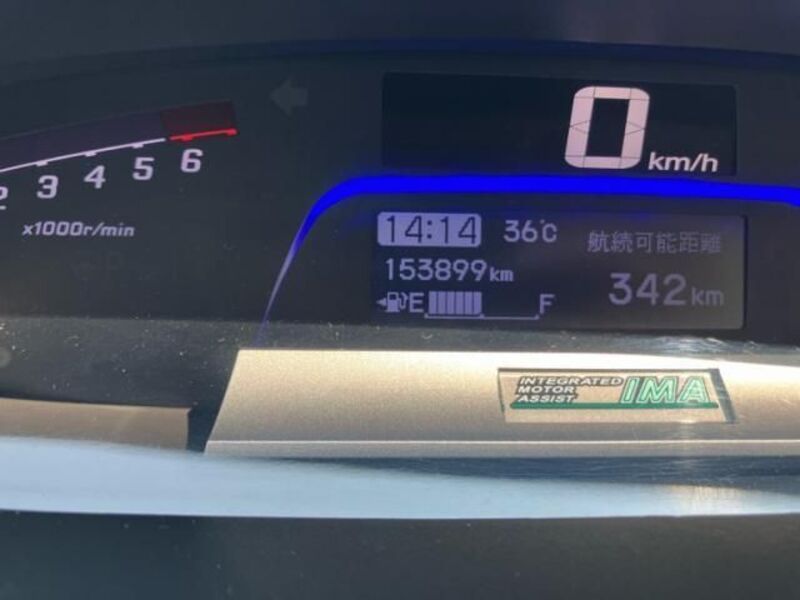 0 km/h
2 3 4 5 6
x1000r/min
14:14 36℃ 航続可能距離
153899km 342km
E F
INTEGRATED
MOTOR
ASSIST
IMA